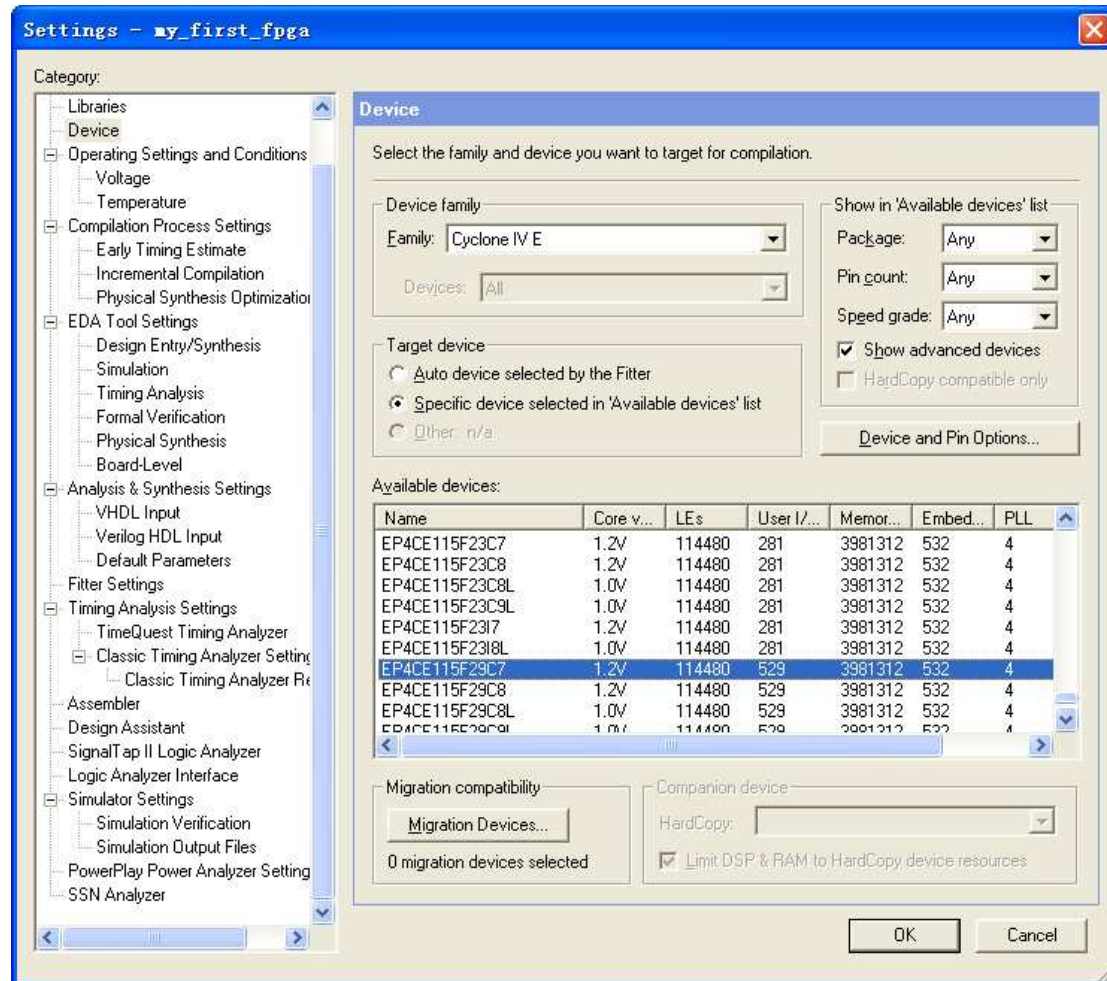 Settings - my_first_fpga
Category:
Libraries
Device
Operating Settings and Conditions
Voltage
Temperature
Compilation Process Settings
Early Timing Estimate
Incremental Compilation
Physical Synthesis Optimization
EDA Tool Settings
Design Entry/Synthesis
Simulation
Timing Analysis
Formal Verification
Physical Synthesis
Board-Level
Analysis & Synthesis Settings
VHDL Input
Verilog HDL Input
Default Parameters
Fitter Settings
Timing Analysis Settings
TimeQuest Timing Analyzer
Classic Timing Analyzer Setting
Classic Timing Analyzer Re
Assembler
Design Assistant
SignalTap II Logic Analyzer
Logic Analyzer Interface
Simulator Settings
Simulation Verification
Simulation Output Files
PowerPlay Power Analyzer Setting
SSN Analyzer
Device
Select the family and device you want to target for compilation.
Device family
Family: Cyclone IV E
Devices: All
Target device
Auto device selected by the Fitter
Specific device selected in 'Available devices' list
Other: n/a
Show in 'Available devices' list
Package: Any
Pin count: Any
Speed grade: Any
Show advanced devices
HardCopy compatible only
Device and Pin Options...
Available devices:
Name Core v... LEs User I/... Memor... Embed... PLL
EP4CE115F23C7 1.2V 114480 281 3981312 532 4
EP4CE115F23C8 1.2V 114480 281 3981312 532 4
EP4CE115F23C8L 1.0V 114480 281 3981312 532 4
EP4CE115F23C9L 1.0V 114480 281 3981312 532 4
EP4CE115F23I7 1.2V 114480 281 3981312 532 4
EP4CE115F23I8L 1.0V 114480 281 3981312 532 4
EP4CE115F29C7 1.2V 114480 529 3981312 532 4
EP4CE115F29C8 1.2V 114480 529 3981312 532 4
EP4CE115F29C8L 1.0V 114480 529 3981312 532 4
EP4CE115F29C9L 1.0V 114480 529 3981312 532 4
Migration compatibility
Migration Devices...
0 migration devices selected
Companion device
HardCopy:
Limit DSP & RAM to HardCopy device resources
OK Cancel